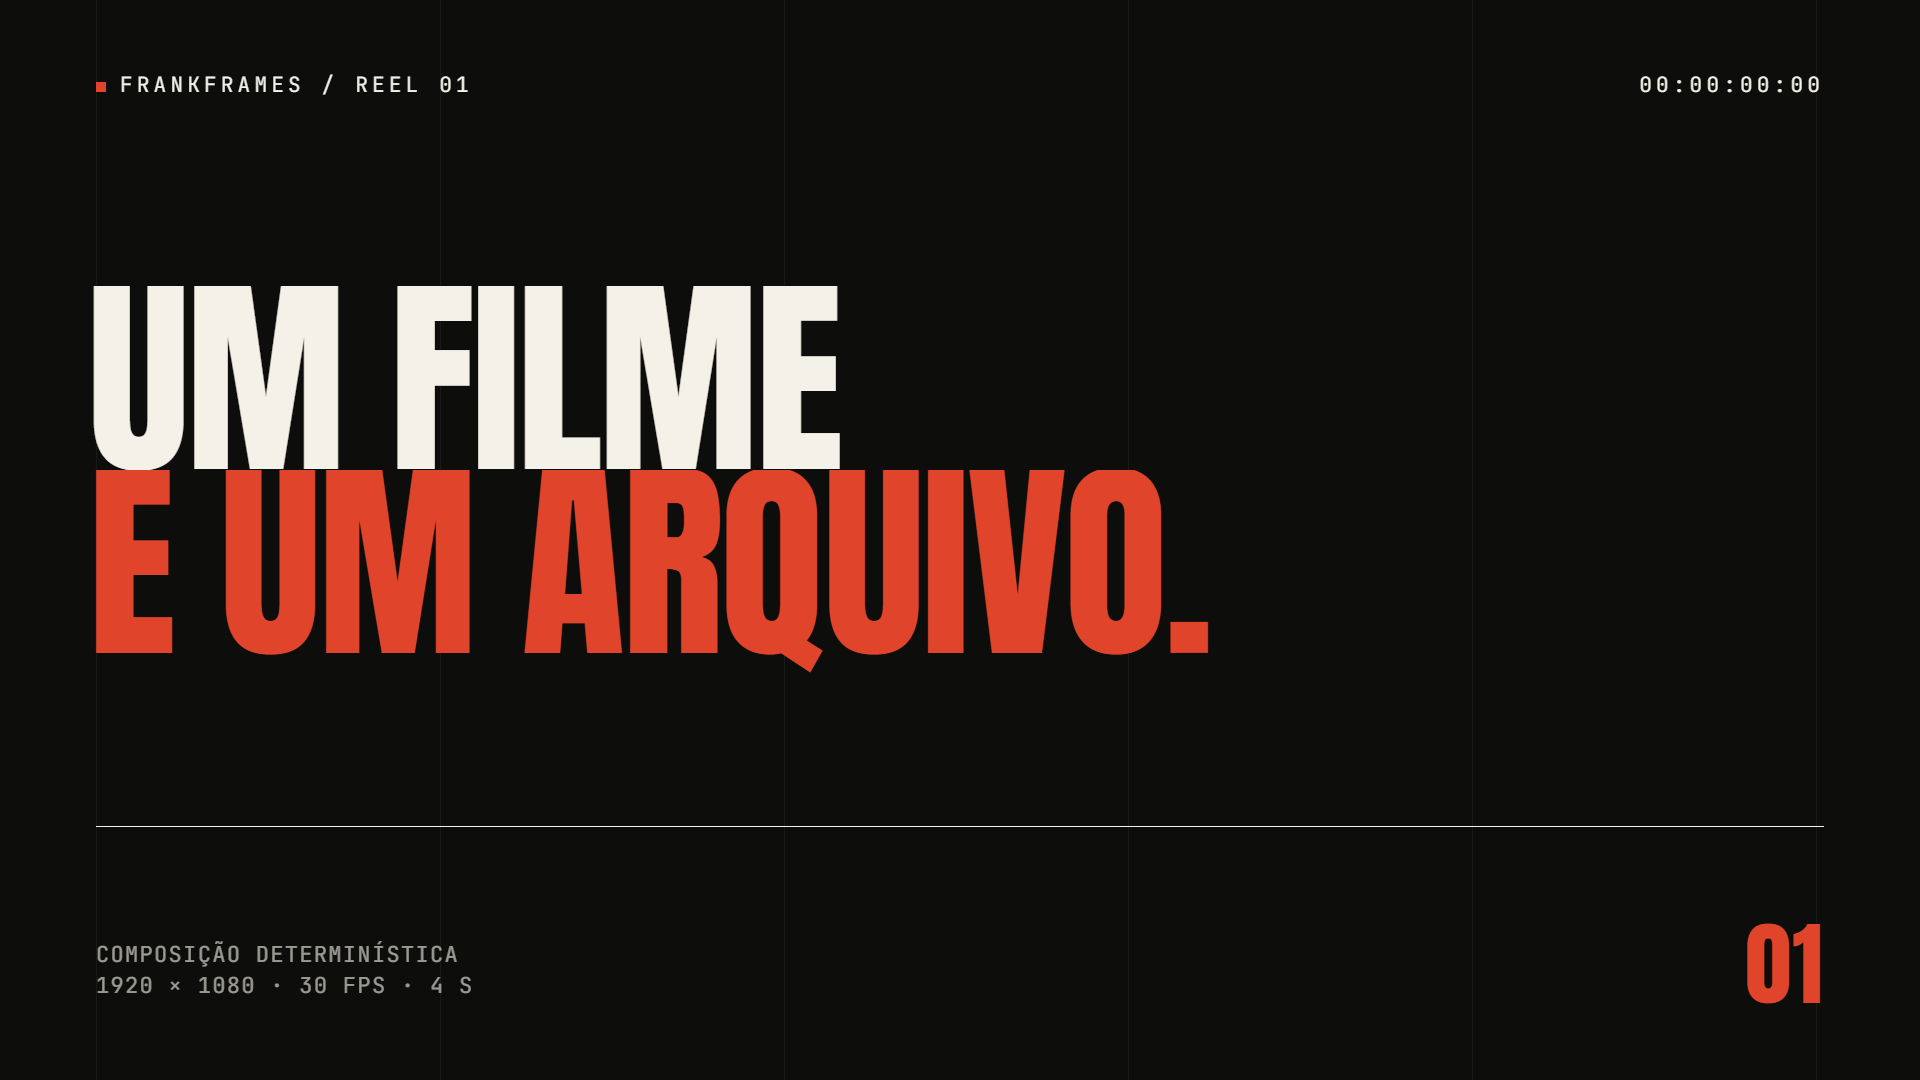 FRANKFRAMES / REEL 01
00:00:00:00
UM FILME
E UM ARQUIVO.
COMPOSIÇÃO DETERMINÍSTICA
1920 × 1080 · 30 FPS · 4 S
01